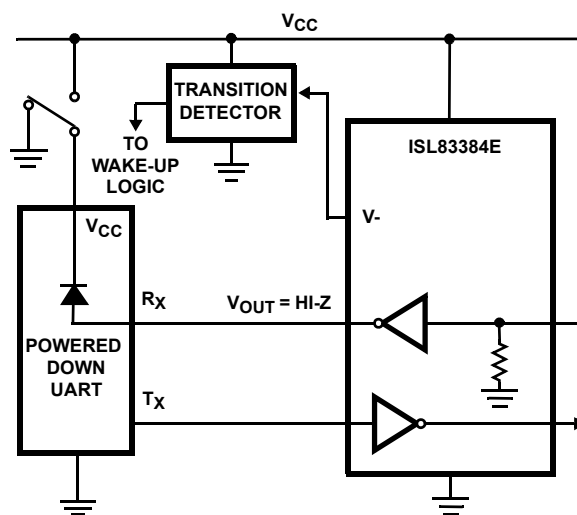 VCC
TRANSITION
DETECTOR
TO
WAKE-UP
LOGIC
ISL83384E
V-
VCC
RX
VOUT = HI-Z
POWERED
DOWN
UART
TX